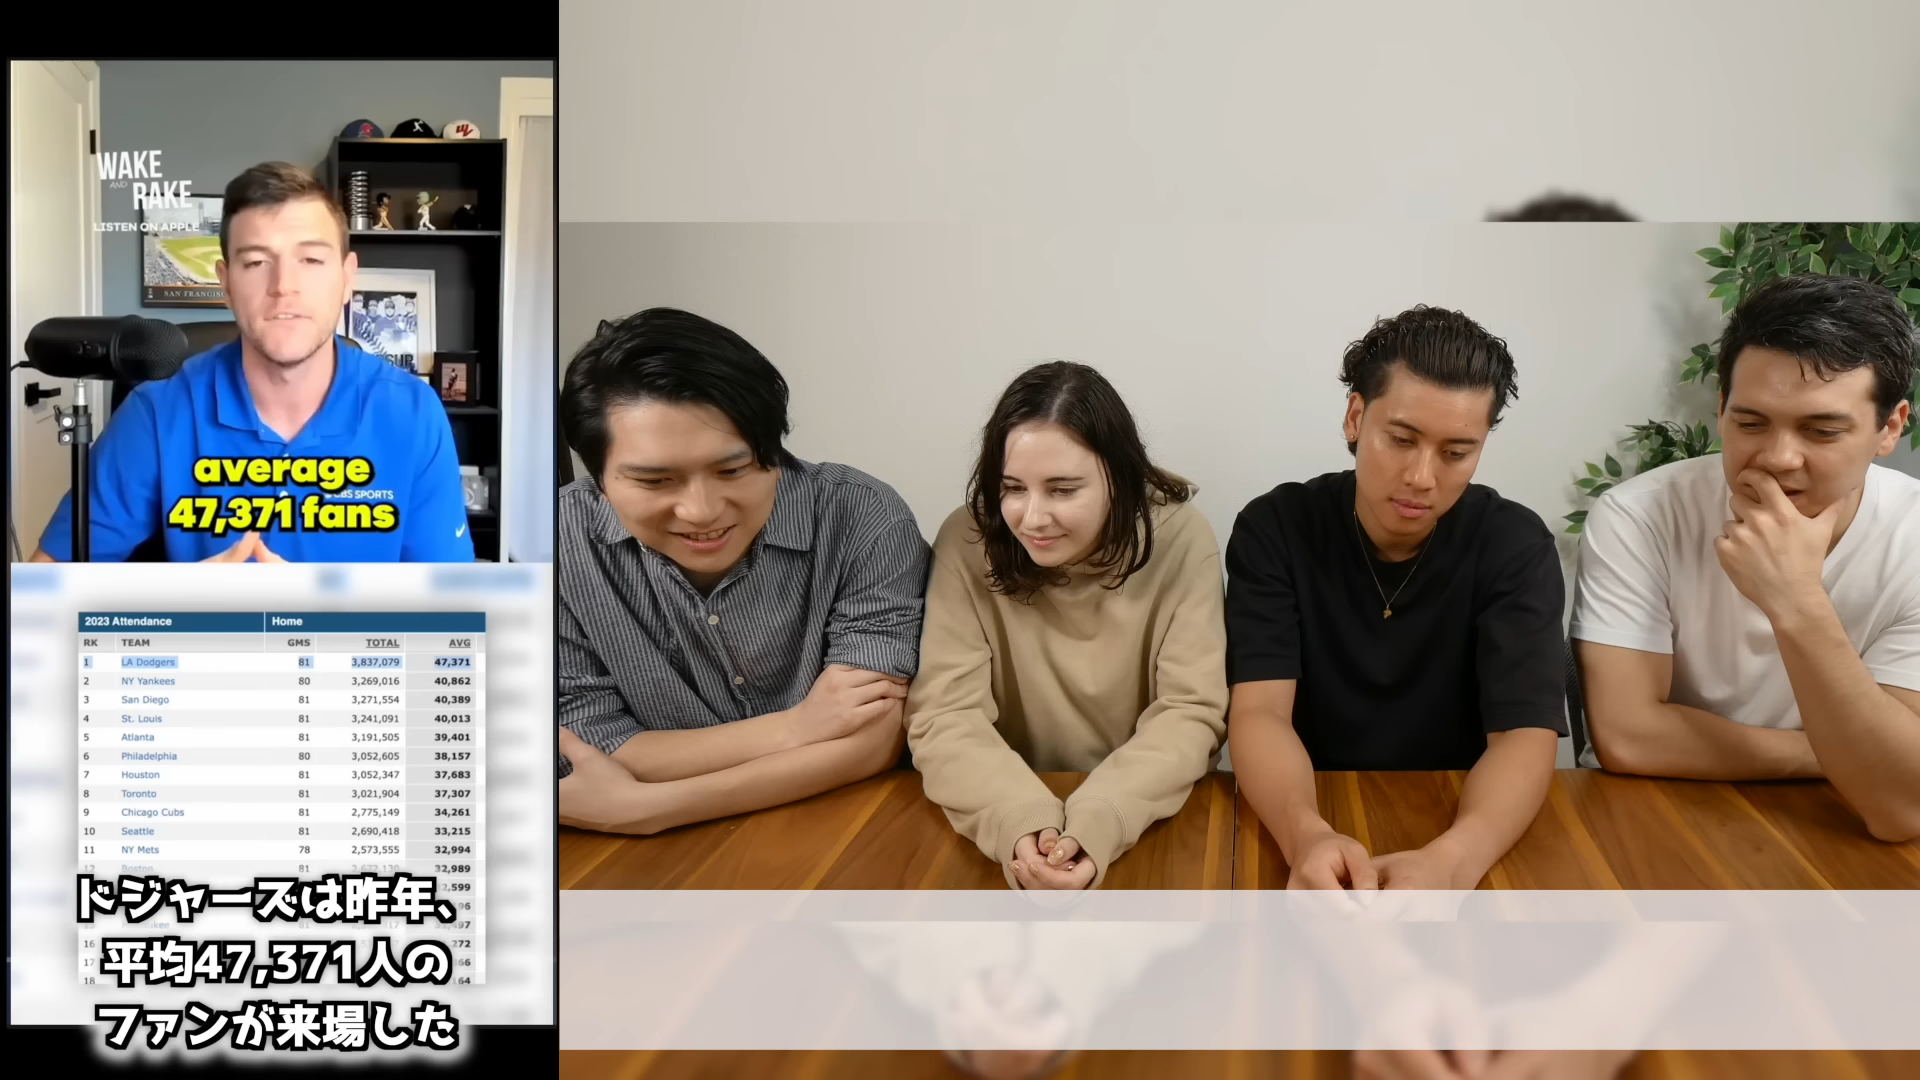 WAKE
AND
RAKE
LISTEN ON APPLE
SAN FRANCISC
average
CBS SPORTS
47,371 fans
2023 Attendance Home
RK TEAM GMS TOTAL AVG
1 LA Dodgers 81 3,837,079 47,371
2 NY Yankees 80 3,269,016 40,862
3 San Diego 81 3,271,554 40,389
4 St. Louis 81 3,241,091 40,013
5 Atlanta 81 3,191,505 39,401
6 Philadelphia 80 3,052,605 38,157
7 Houston 81 3,052,347 37,683
8 Toronto 81 3,021,904 37,307
9 Chicago Cubs 81 2,775,149 34,261
10 Seattle 81 2,690,418 33,215
11 NY Mets 78 2,573,555 32,994
12 Boston 81 32,989
ドジャースは昨年、
16
平均47,371人の
17
18
ファンが来場した